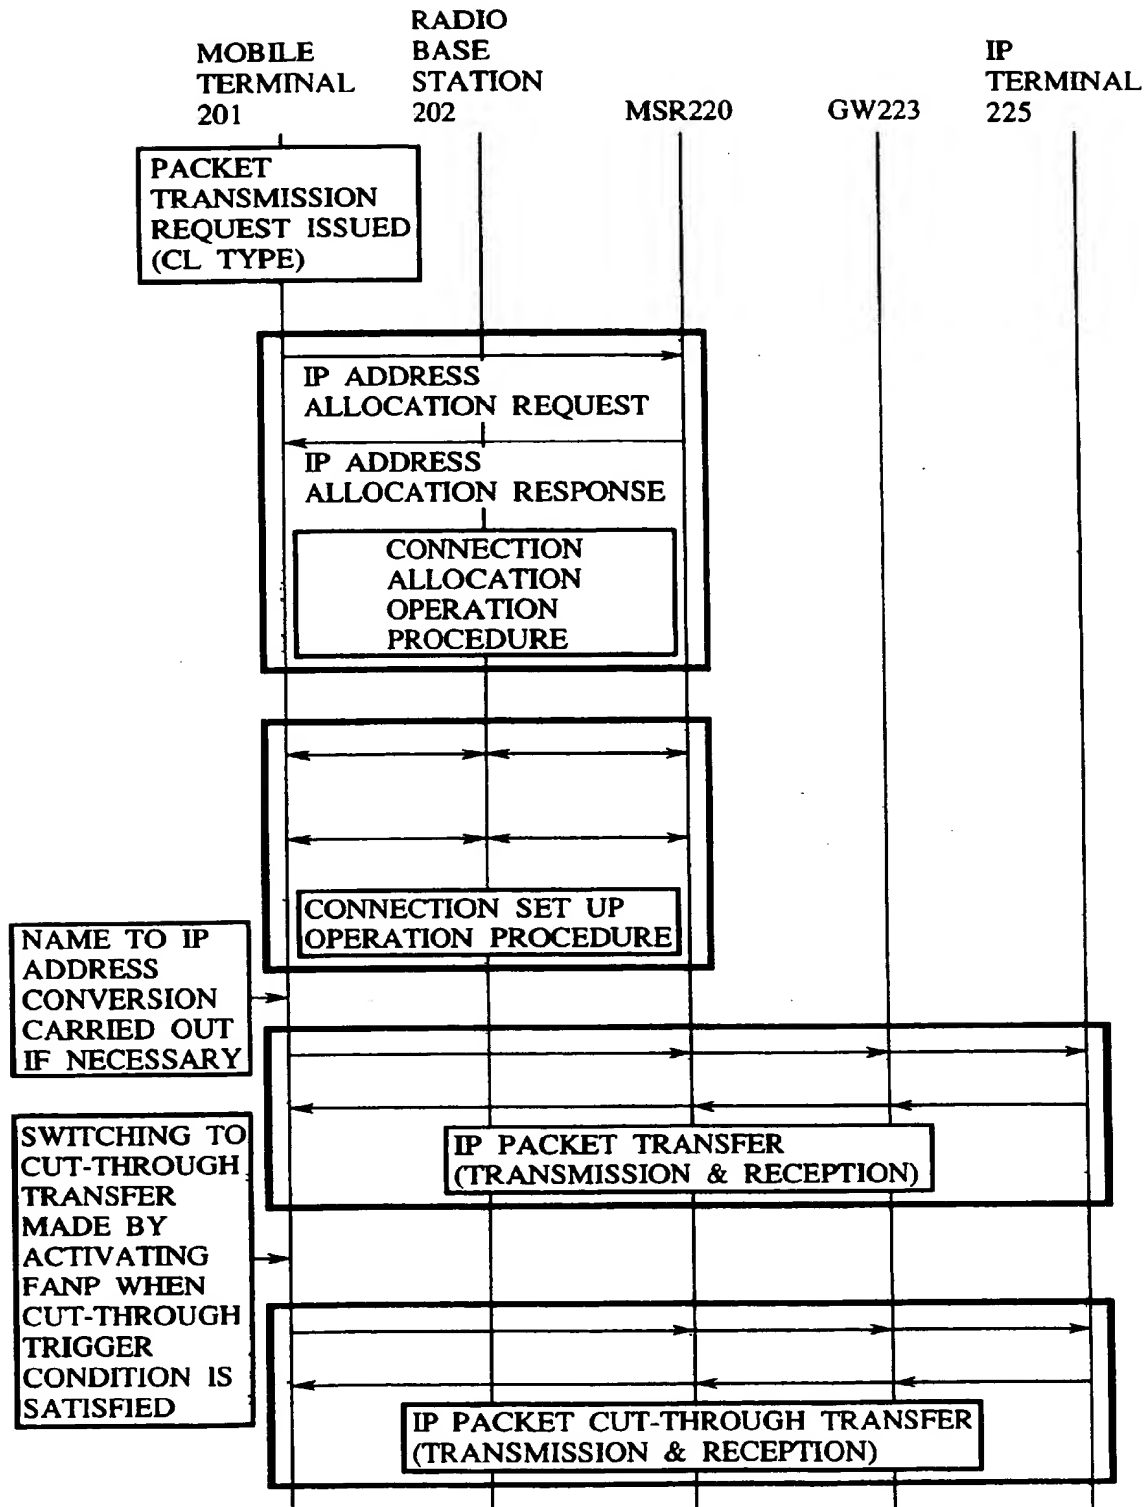 MOBILE
TERMINAL
201
RADIO
BASE
STATION
202
MSR220
GW223
IP
TERMINAL
225
PACKET
TRANSMISSION
REQUEST ISSUED
(CL TYPE)
IP ADDRESS
ALLOCATION REQUEST
IP ADDRESS
ALLOCATION RESPONSE
CONNECTION
ALLOCATION
OPERATION
PROCEDURE
CONNECTION SET UP
OPERATION PROCEDURE
NAME TO IP
ADDRESS
CONVERSION
CARRIED OUT
IF NECESSARY
IP PACKET TRANSFER
(TRANSMISSION & RECEPTION)
SWITCHING TO
CUT-THROUGH
TRANSFER
MADE BY
ACTIVATING
FANP WHEN
CUT-THROUGH
TRIGGER
CONDITION IS
SATISFIED
IP PACKET CUT-THROUGH TRANSFER
(TRANSMISSION & RECEPTION)